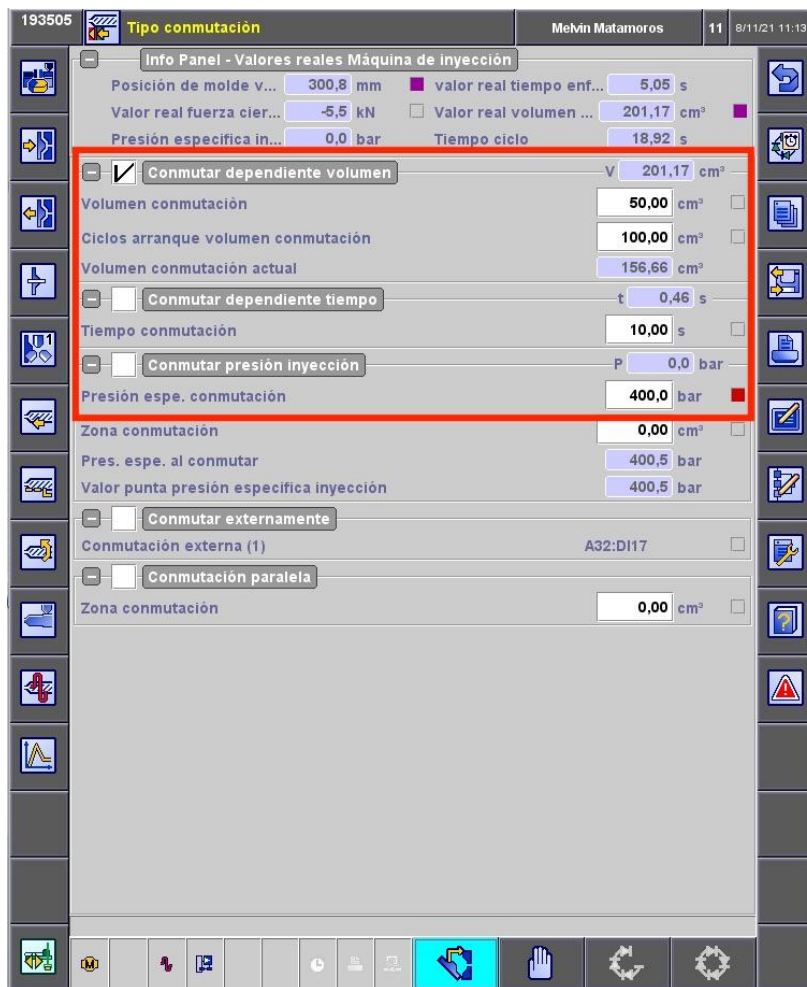 193505 Tipo conmutaciòn Melvin Matamoros 11 8/11/21 11:13
Info Panel - Valores reales Máquina de inyección
Posición de molde v... 300,8 mm valor real tiempo enf... 5,05 s
Valor real fuerza cier... -5,5 kN Valor real volumen ... 201,17 cm³
Presión especifica in... 0,0 bar Tiempo ciclo 18,92 s
Conmutar dependiente volumen V 201,17 cm³
Volumen conmutaciòn 50,00 cm³
Ciclos arranque volumen conmutación 100,00 cm³
Volumen conmutación actual 156,66 cm³
Conmutar dependiente tiempo t 0,46 s
Tiempo conmutación 10,00 s
Conmutar presión inyección P 0,0 bar
Presión espe. conmutación 400,0 bar
Zona conmutación 0,00 cm³
Pres. espe. al conmutar 400,5 bar
Valor punta presión especifica inyección 400,5 bar
Conmutar externamente
Conmutación externa (1) A32:DI17
Conmutación paralela
Zona conmutación 0,00 cm³